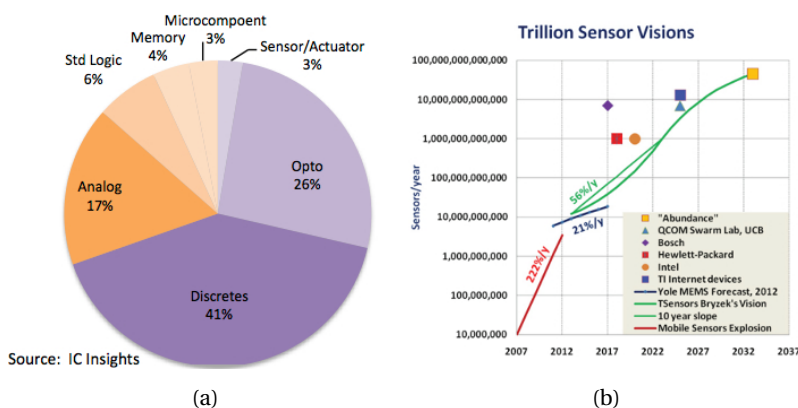 Microcompoent
3%
Memory
4%
Sensor/Actuator
3%
Std Logic
6%
Opto
26%
Analog
17%
Discretes
41%
Source: IC Insights
(a)
Trillion Sensor Visions
100,000,000,000,000
10,000,000,000,000
1,000,000,000,000
100,000,000,000
10,000,000,000
1,000,000,000
100,000,000
10,000,000
Sensors/year
56%/y
21%/y
222%/y
"Abundance"
QCOM Swarm Lab, UCB
Bosch
Hewlett-Packard
Intel
TI Internet devices
Yole MEMS Forecast, 2012
TSensors Bryzek's Vision
10 year slope
Mobile Sensors Explosion
2007 2012 2017 2022 2027 2032 2037
(b)